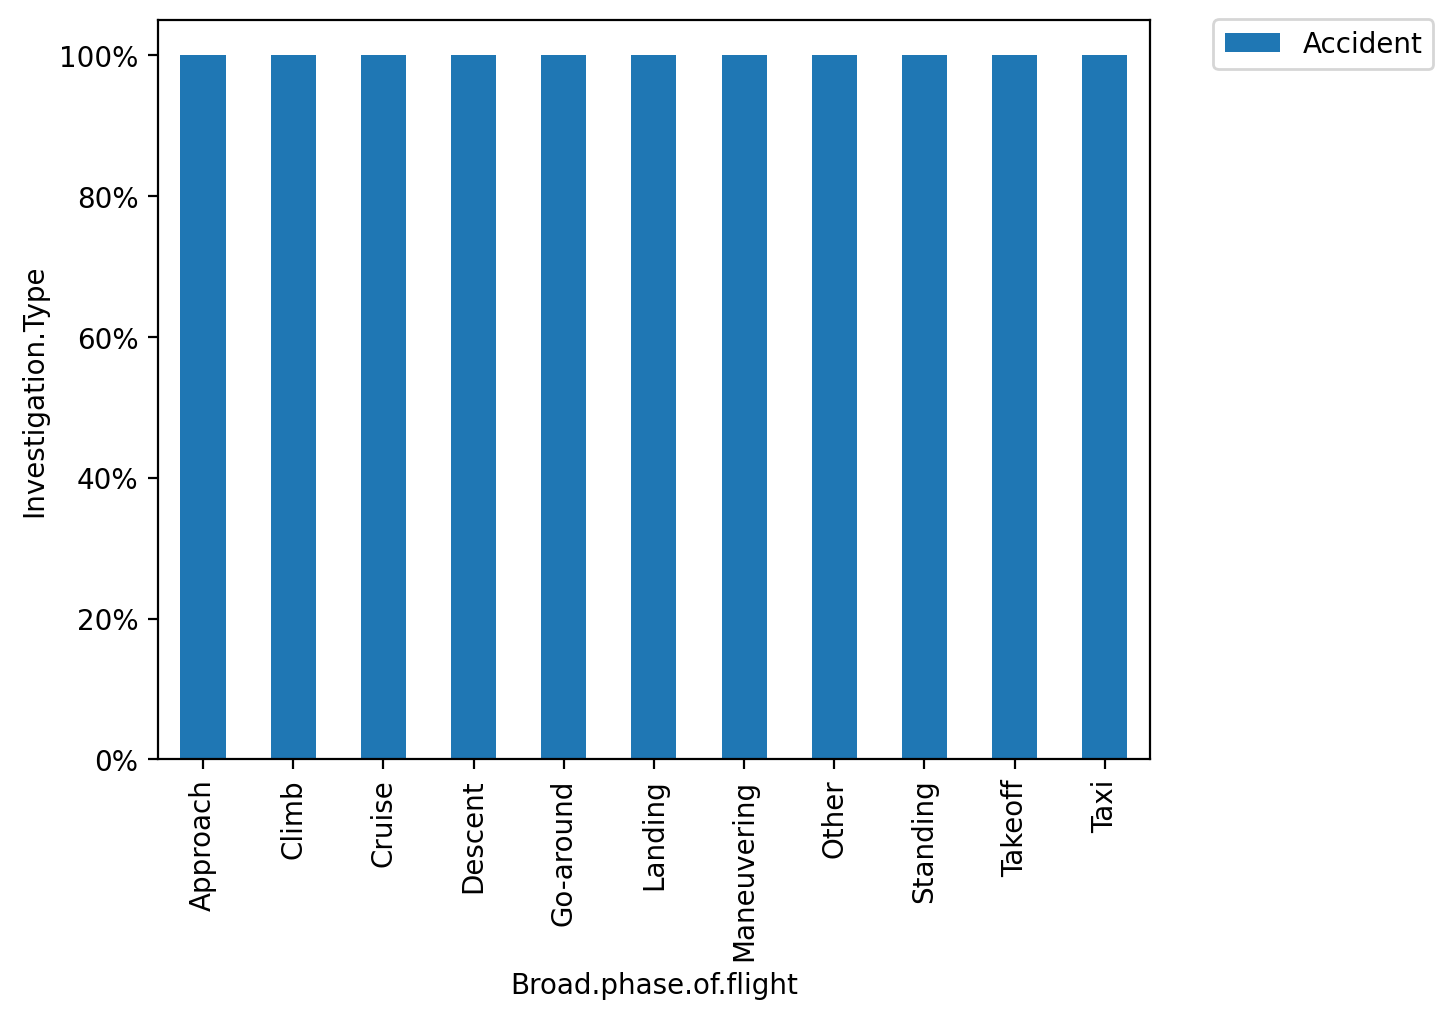 Accident
100%
80%
60%
40%
20%
0%
Investigation.Type
Approach
Climb
Cruise
Descent
Go-around
Landing
Maneuvering
Other
Standing
Takeoff
Taxi
Broad.phase.of.flight